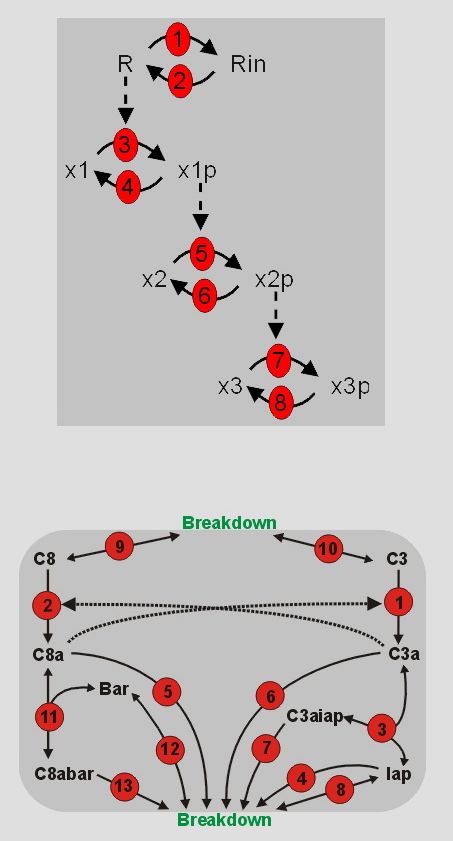 1
R Rin
2
3
x1 x1p
4
5
x2 x2p
6
7
x3 x3p
8
Breakdown
9 10
C8 C3
2 1
C8a C3a
Bar 5 6
11 C3aiap 3
12 7
C8abar 13 4 8 Iap
Breakdown